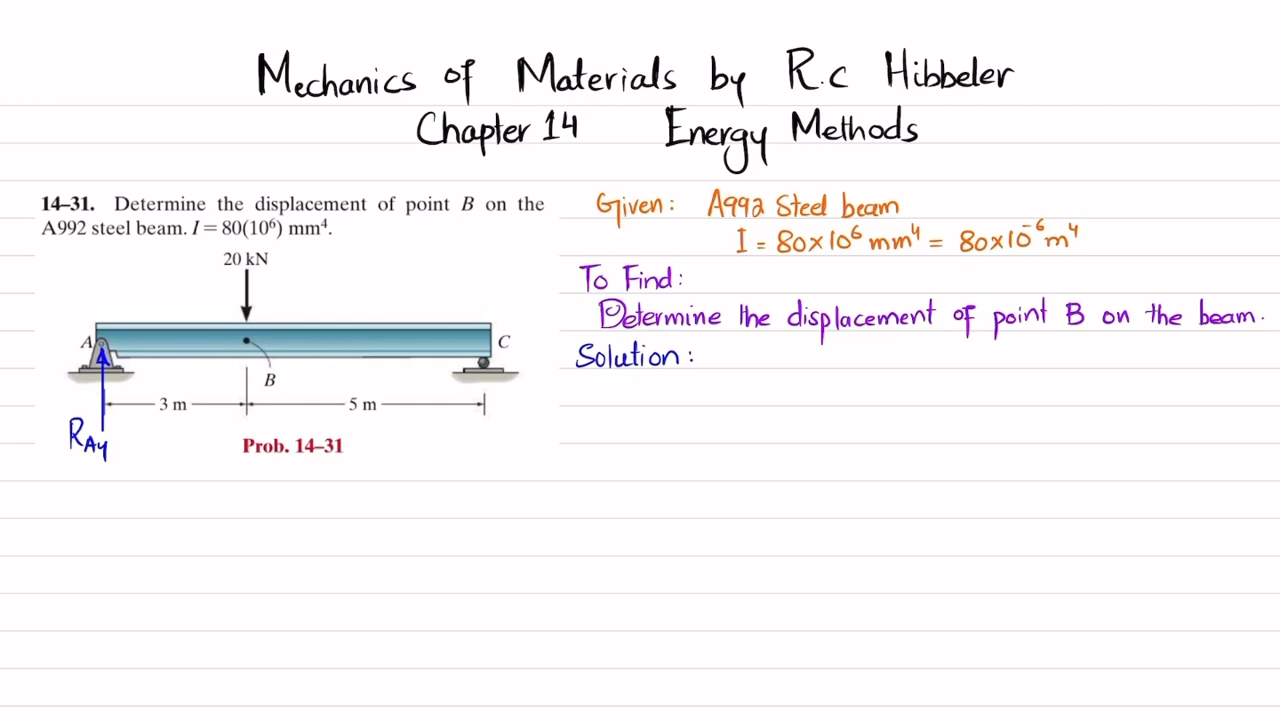 Mechanics of Materials by R.C Hibbeler
Chapter 14 Energy Methods
14–31. Determine the displacement of point B on the
A992 steel beam. I = 80(10⁶) mm⁴.
20 kN
A
C
B
3 m
5 m
R_Ay
Prob. 14–31
Given: A992 Steel beam
I = 80×10⁶ mm⁴ = 80×10⁻⁶ m⁴
To Find:
Determine the displacement of point B on the beam.
Solution: